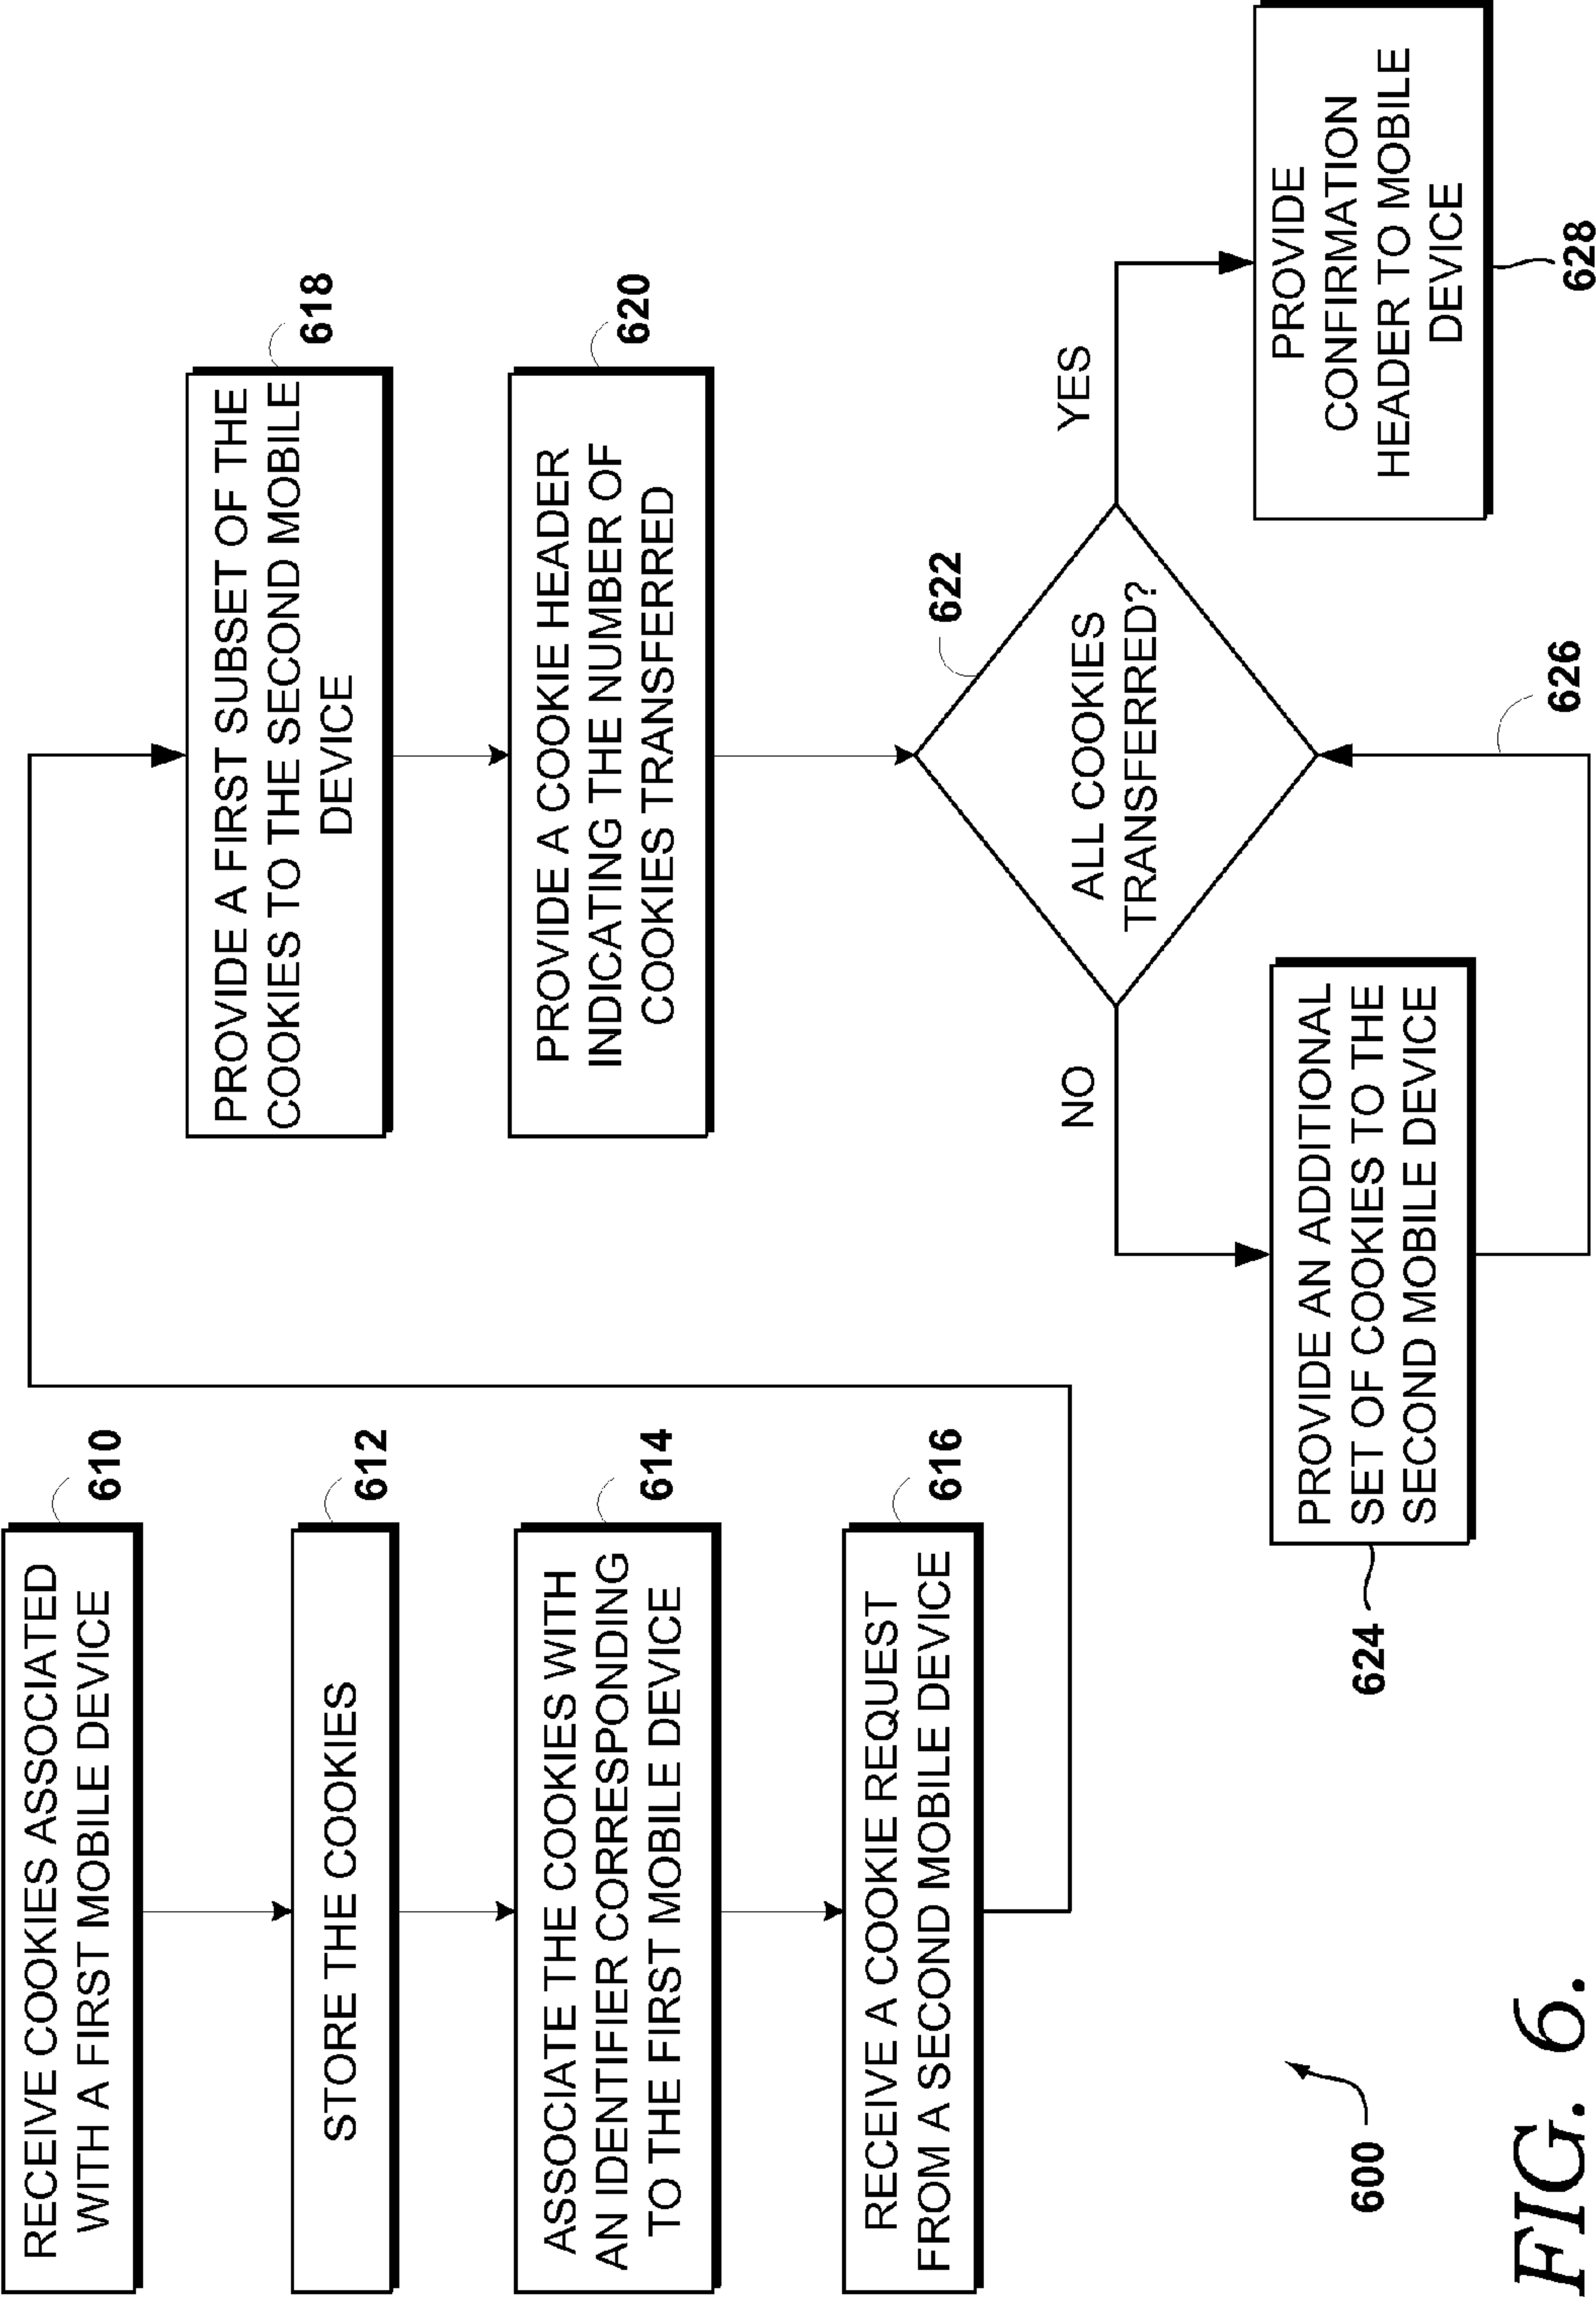 RECEIVE COOKIES ASSOCIATED
WITH A FIRST MOBILE DEVICE
610
STORE THE COOKIES
612
ASSOCIATE THE COOKIES WITH
AN IDENTIFIER CORRESPONDING
TO THE FIRST MOBILE DEVICE
614
RECEIVE A COOKIE REQUEST
FROM A SECOND MOBILE DEVICE
616
PROVIDE A FIRST SUBSET OF THE
COOKIES TO THE SECOND MOBILE
DEVICE
618
PROVIDE A COOKIE HEADER
INDICATING THE NUMBER OF
COOKIES TRANSFERRED
620
ALL COOKIES
TRANSFERRED?
622
NO
YES
PROVIDE AN ADDITIONAL
SET OF COOKIES TO THE
SECOND MOBILE DEVICE
624
626
PROVIDE
CONFIRMATION
HEADER TO MOBILE
DEVICE
628
600
FIG. 6.